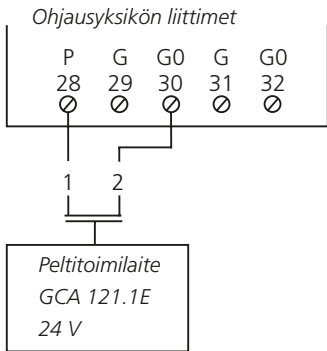 Ohjausyksikön liittimet
P G G0 G G0
28 29 30 31 32
1 2
Peltitoimilaite
GCA 121.1E
24 V